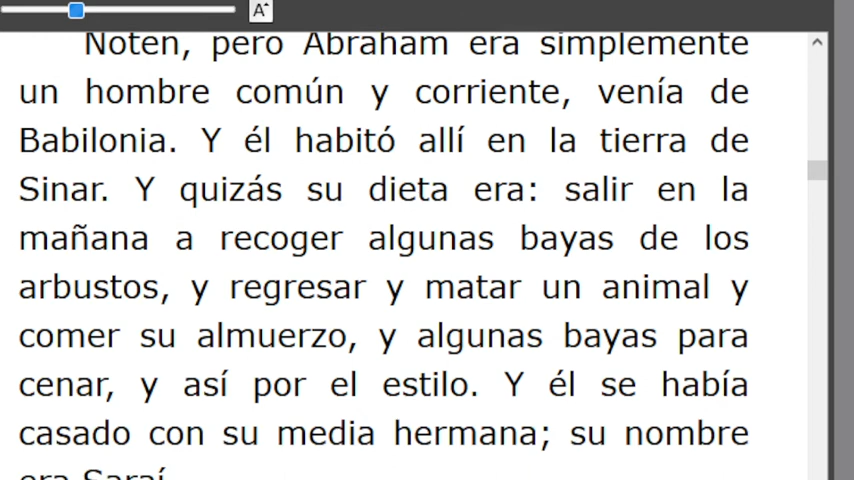 A
Noten, pero Abraham era simplemente
un hombre común y corriente, venía de
Babilonia. Y él habitó allí en la tierra de
Sinar. Y quizás su dieta era: salir en la
mañana a recoger algunas bayas de los
arbustos, y regresar y matar un animal y
comer su almuerzo, y algunas bayas para
cenar, y así por el estilo. Y él se había
casado con su media hermana; su nombre
era Saraí.